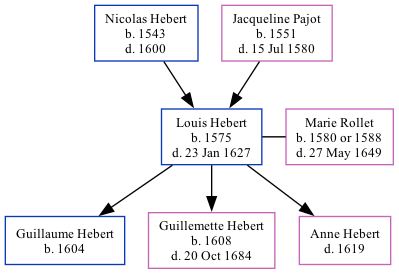 Nicolas Hebert
b. 1543
d. 1600
Jacqueline Pajot
b. 1551
d. 15 Jul 1580
Louis Hebert
b. 1575
d. 23 Jan 1627
Marie Rollet
b. 1580 or 1588
d. 27 May 1649
Guillaume Hebert
b. 1604
Guillemette Hebert
b. 1608
d. 20 Oct 1684
Anne Hebert
d. 1619